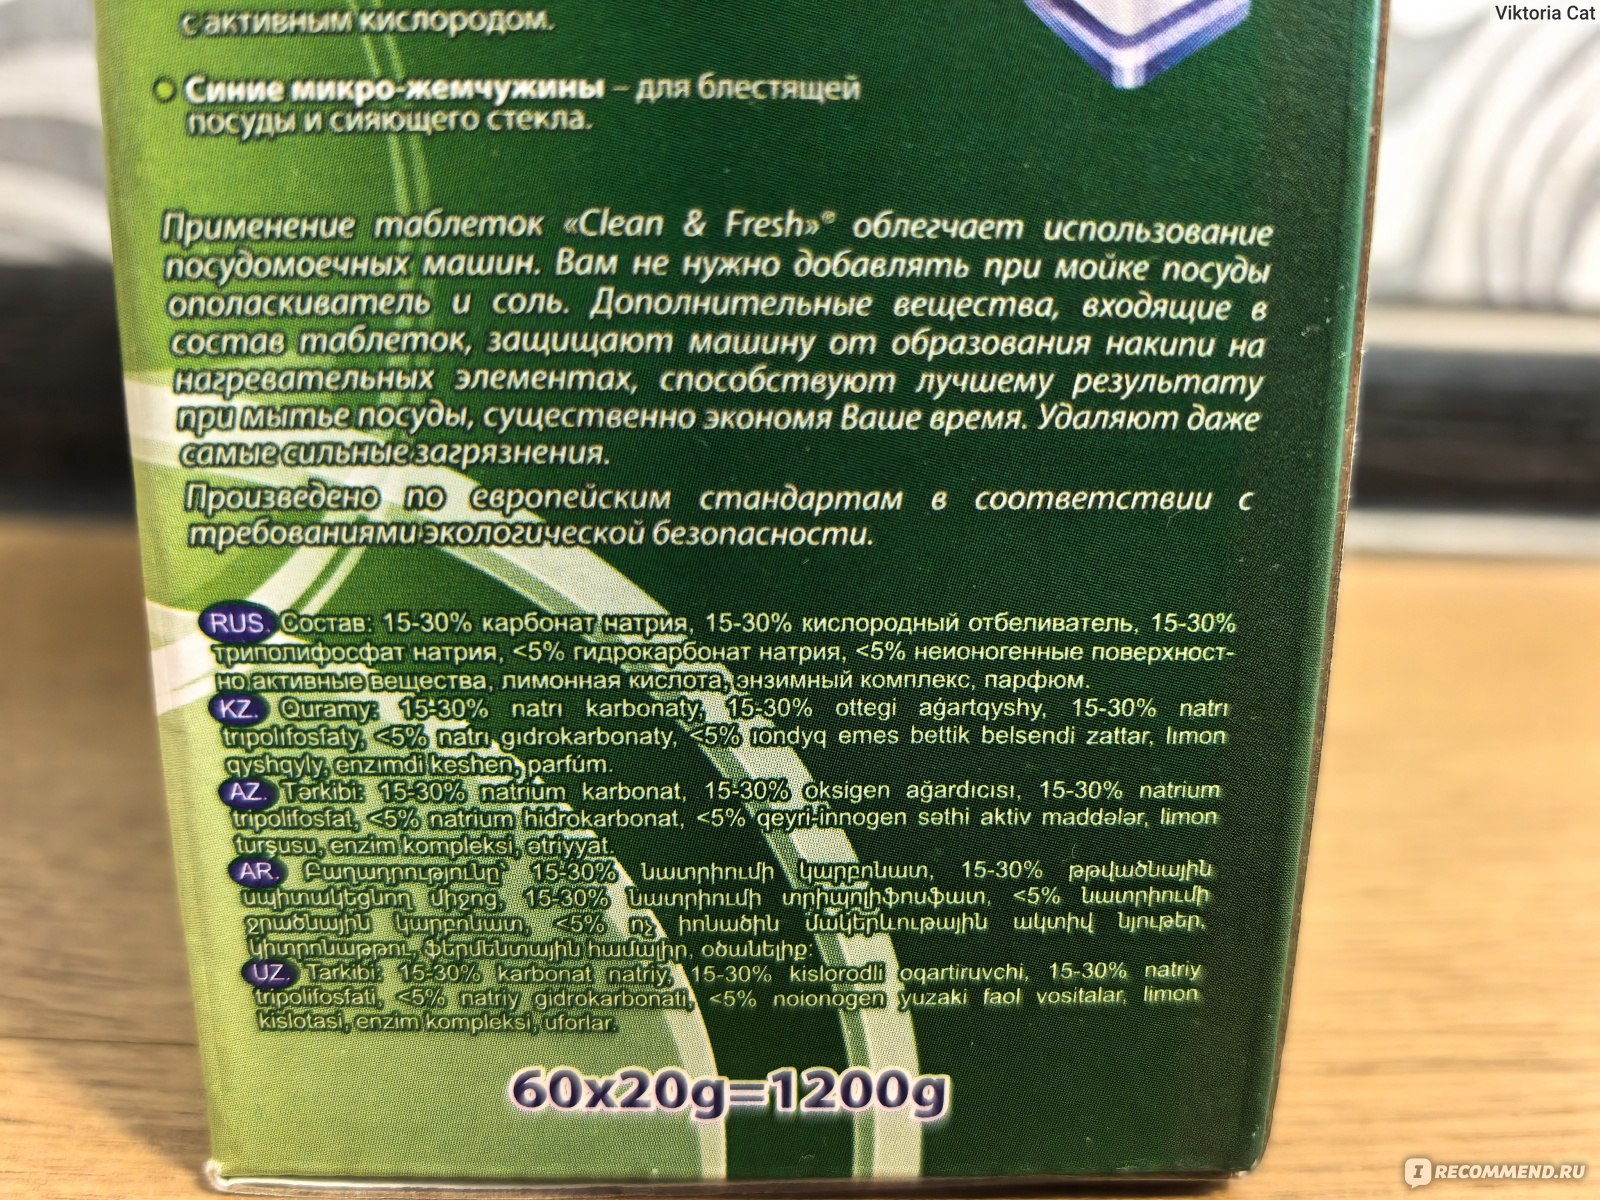 Viktoria Cat
с активным кислородом.
Синие микро-жемчужины – для блестящей
посуды и сияющего стекла.
Применение таблеток «Clean & Fresh»® облегчает использование
посудомоечных машин. Вам не нужно добавлять при мойке посуды
ополаскиватель и соль. Дополнительные вещества, входящие в
состав таблеток, защищают машину от образования накипи на
нагревательных элементах, способствуют лучшему результату
при мытье посуды, существенно экономя Ваше время. Удаляют даже
самые сильные загрязнения.
Произведено по европейским стандартам в соответствии с
требованиями экологической безопасности.
RUS. Состав: 15-30% карбонат натрия, 15-30% кислородный отбеливатель, 15-30%
триполифосфат натрия, <5% гидрокарбонат натрия, <5% неионогенные поверхност-
но активные вещества, лимонная кислота, энзимный комплекс, парфюм.
KZ. Quramy: 15-30% natrı karbonaty, 15-30% ottegi aǵartqyshy, 15-30% natrı
trıpolıfosfaty, <5% natrı gıdrokarbonaty, <5% ıondyq emes bettik belsendi zattar, lımon
qyshqyly, enzımdi keshen, parfúm.
AZ. Tərkibi: 15-30% natrium karbonat, 15-30% oksigen ağardıcısı, 15-30% natrium
tripolifosfat, <5% natrium hidrokarbonat, <5% qeyri-innogen səthi aktiv maddələr, limon
turşusu, enzim kompleksi, ətriyyat.
AR. Բաղադրությունը՝ 15-30% նատրիումի կարբոնատ, 15-30% թթվածնային
սպիտակեցնող միջոց, 15-30% նատրիումի տրիպոլիֆոսֆատ, <5% նատրիումի
ջրածնային կարբոնատ, <5% ոչ իոնածին մակերևութային ակտիվ նյութեր,
կիտրոնաթթու, ֆերմենտային համալիր, օծանելիք:
UZ. Tarkibi: 15-30% karbonat natriy, 15-30% kislorodli oqartiruvchi, 15-30% natriy
tripolifosfati, <5% natriy gidrokarbonati, <5% noionogen yuzaki faol vositalar, limon
kislotasi, enzim kompleksi, uforlar.
60x20g=1200g
IRECOMMEND.RU